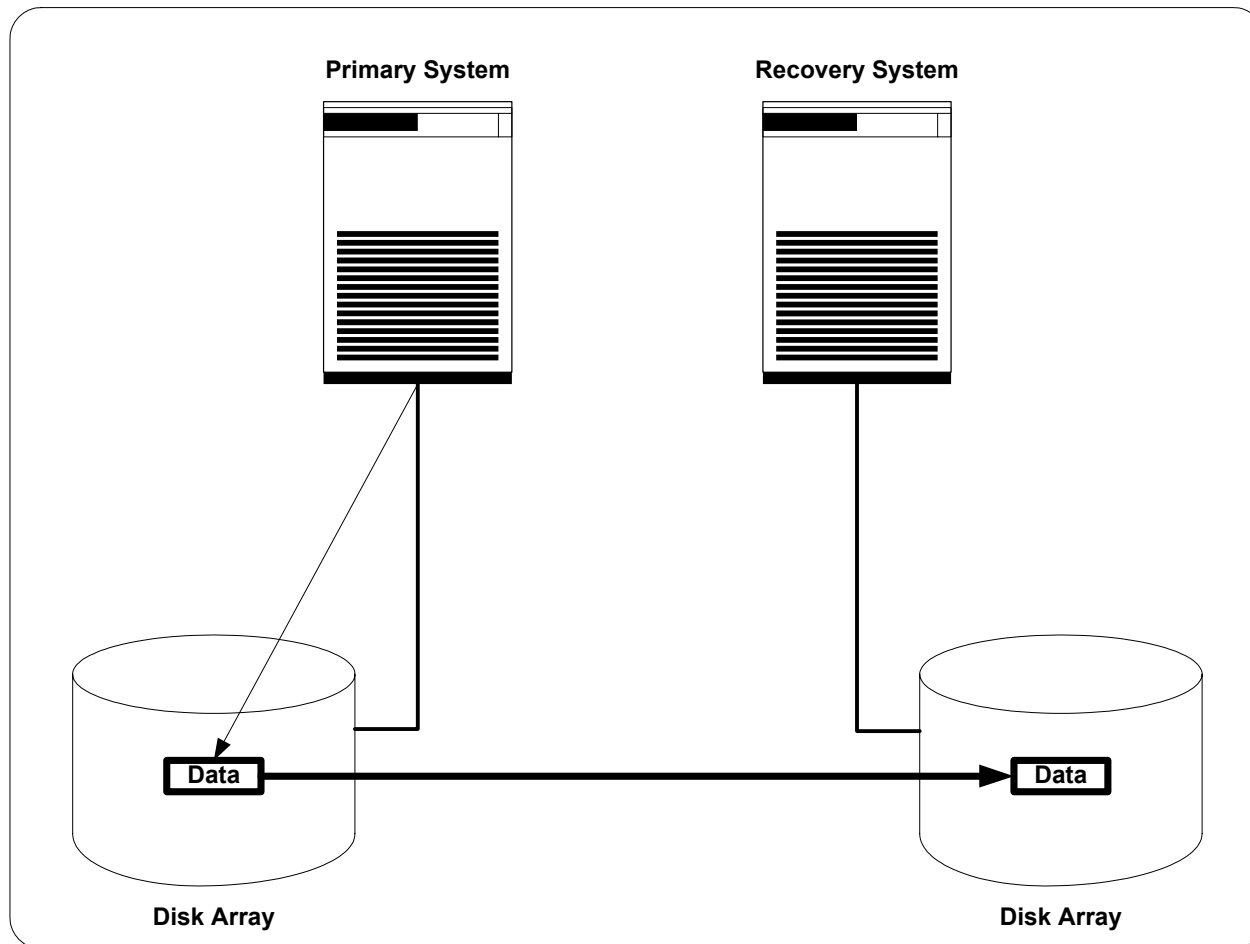 Primary System
Recovery System
Data
Data
Disk Array
Disk Array